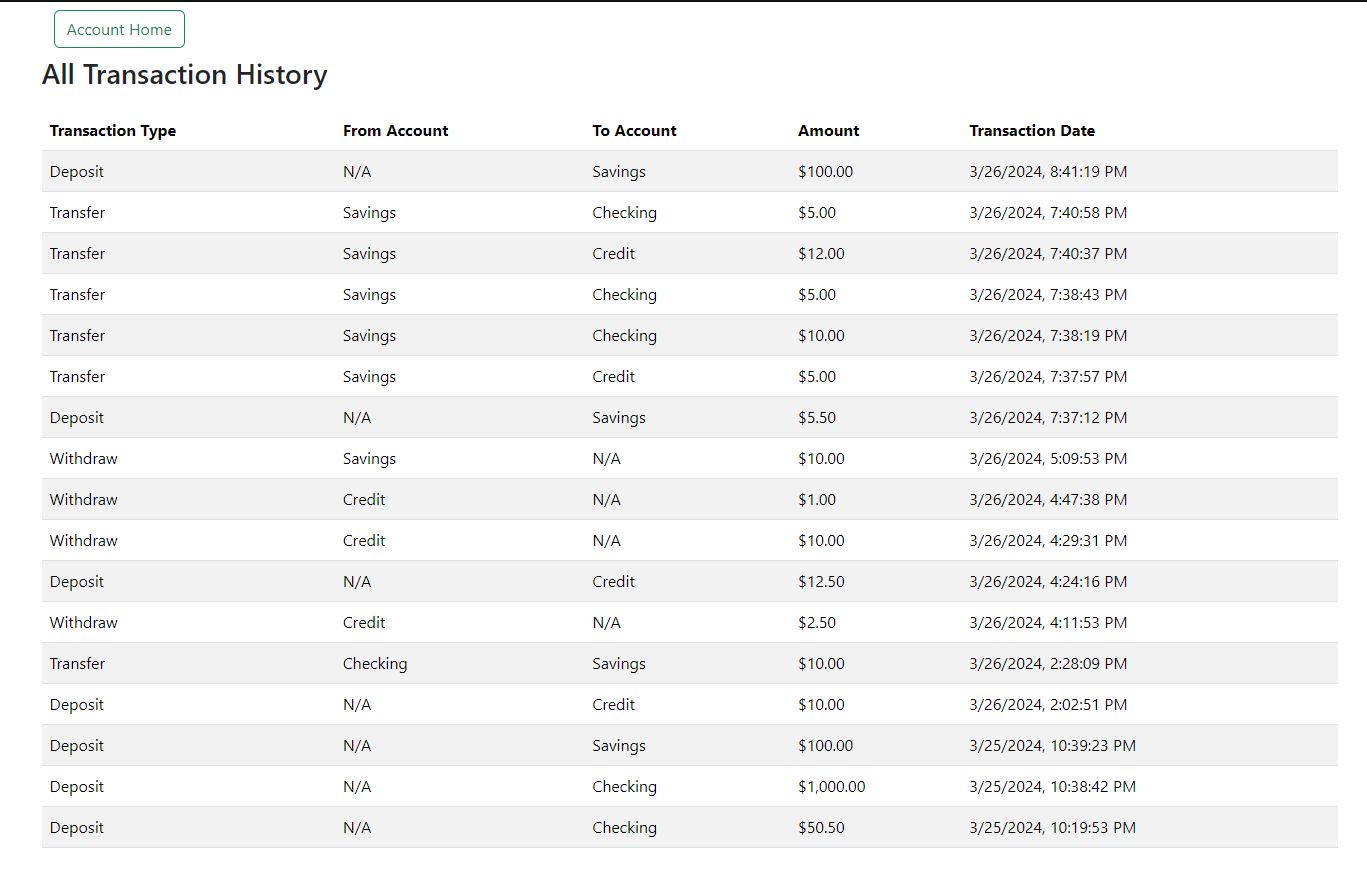 Account Home
All Transaction History
Transaction Type From Account To Account Amount Transaction Date
Deposit N/A Savings $100.00 3/26/2024, 8:41:19 PM
Transfer Savings Checking $5.00 3/26/2024, 7:40:58 PM
Transfer Savings Credit $12.00 3/26/2024, 7:40:37 PM
Transfer Savings Checking $5.00 3/26/2024, 7:38:43 PM
Transfer Savings Checking $10.00 3/26/2024, 7:38:19 PM
Transfer Savings Credit $5.00 3/26/2024, 7:37:57 PM
Deposit N/A Savings $5.50 3/26/2024, 7:37:12 PM
Withdraw Savings N/A $10.00 3/26/2024, 5:09:53 PM
Withdraw Credit N/A $1.00 3/26/2024, 4:47:38 PM
Withdraw Credit N/A $10.00 3/26/2024, 4:29:31 PM
Deposit N/A Credit $12.50 3/26/2024, 4:24:16 PM
Withdraw Credit N/A $2.50 3/26/2024, 4:11:53 PM
Transfer Checking Savings $10.00 3/26/2024, 2:28:09 PM
Deposit N/A Credit $10.00 3/26/2024, 2:02:51 PM
Deposit N/A Savings $100.00 3/25/2024, 10:39:23 PM
Deposit N/A Checking $1,000.00 3/25/2024, 10:38:42 PM
Deposit N/A Checking $50.50 3/25/2024, 10:19:53 PM